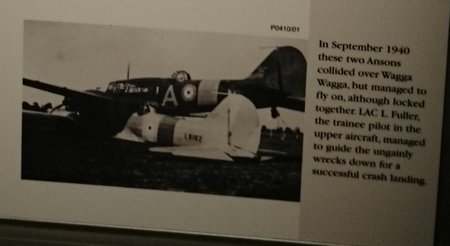 P0410/01
In September 1940
these two Ansons
collided over Wagga
Wagga, but managed to
fly on, although locked
together. LAC L. Fuller,
the trainee pilot in the
upper aircraft, managed
to guide the ungainly
wrecks down for a
successful crash landing.
A
L9162